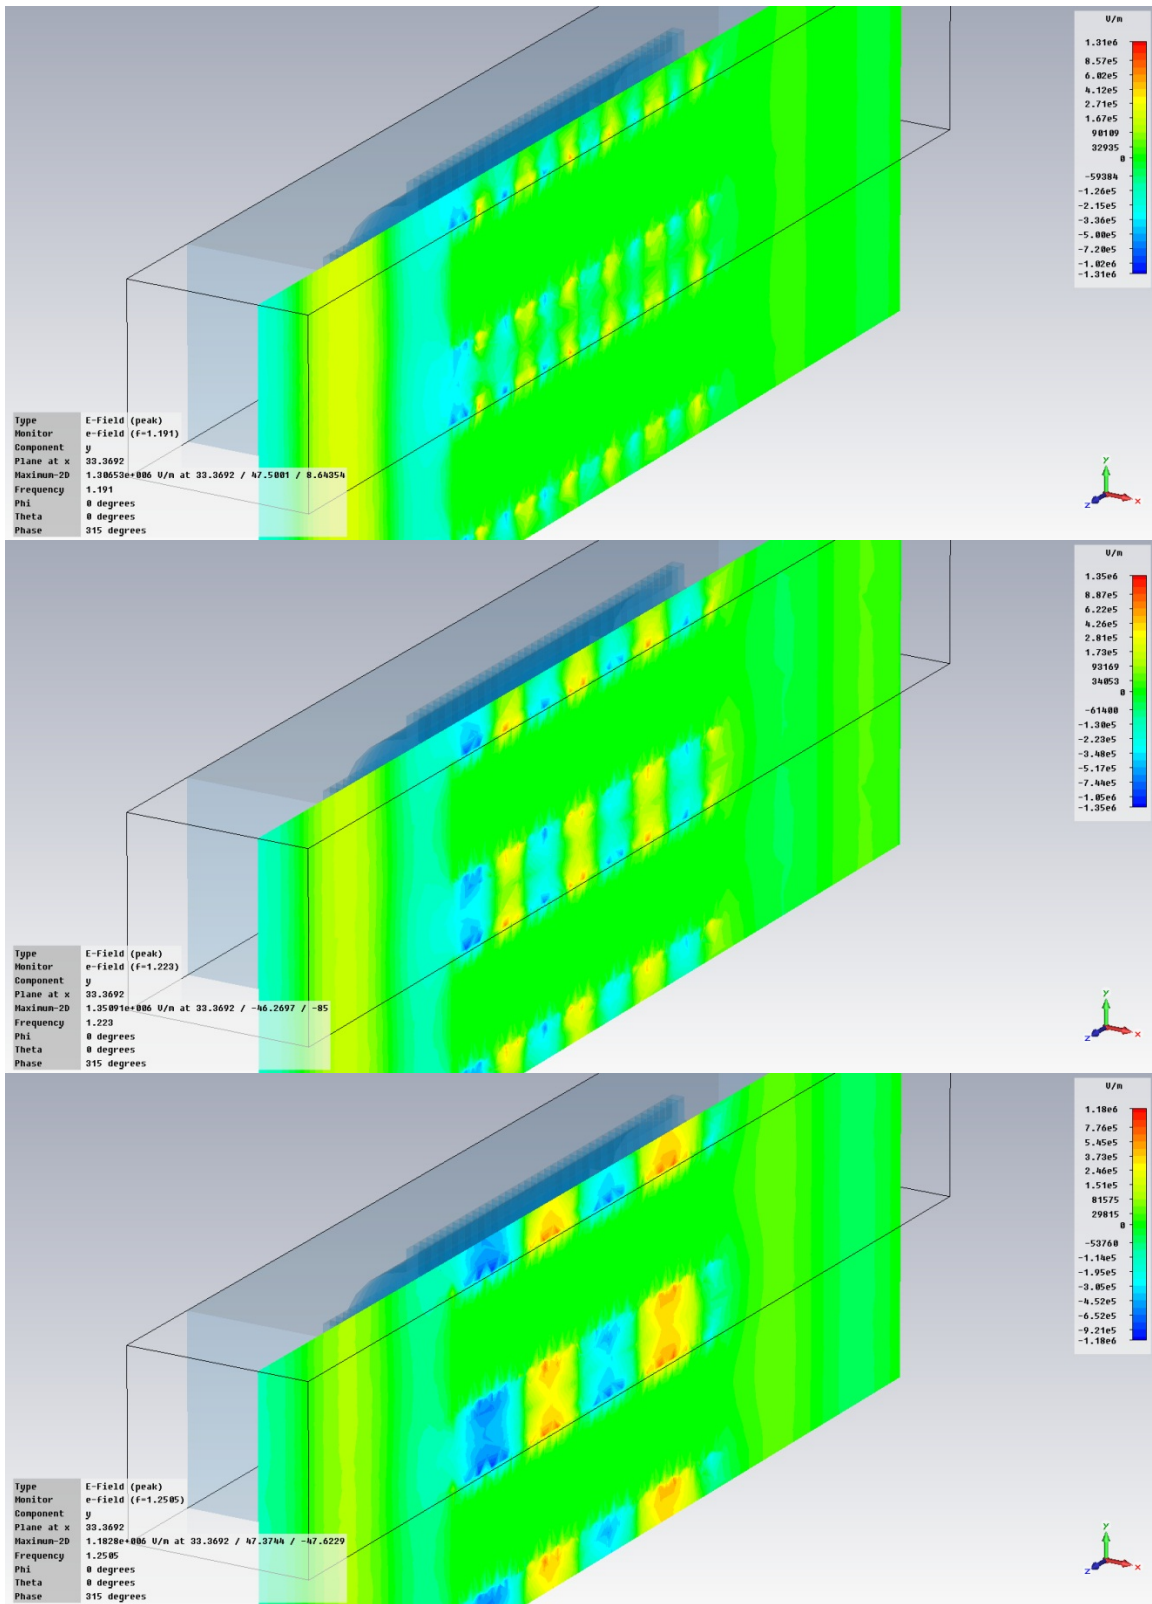 V/m
1.31e6
8.57e5
6.02e5
4.12e5
2.71e5
1.67e5
90109
32935
0
-59384
-1.26e5
-2.15e5
-3.36e5
-5.00e5
-7.20e5
-1.02e6
-1.31e6
Type E-Field (peak)
Monitor e-field (f=1.191)
Component y
Plane at x 33.3692
Maximum-2D 1.30653e+006 V/m at 33.3692 / 47.5001 / 8.64354
Frequency 1.191
Phi 0 degrees
Theta 0 degrees
Phase 315 degrees
y
z x
V/m
1.35e6
8.87e5
6.22e5
4.26e5
2.81e5
1.73e5
93169
34053
0
-61400
-1.30e5
-2.23e5
-3.48e5
-5.17e5
-7.44e5
-1.05e6
-1.35e6
Type E-Field (peak)
Monitor e-field (f=1.223)
Component y
Plane at x 33.3692
Maximum-2D 1.35091e+006 V/m at 33.3692 / -46.2697 / -85
Frequency 1.223
Phi 0 degrees
Theta 0 degrees
Phase 315 degrees
y
z x
V/m
1.18e6
7.76e5
5.45e5
3.73e5
2.46e5
1.51e5
81575
29815
0
-53760
-1.14e5
-1.95e5
-3.05e5
-4.52e5
-6.52e5
-9.21e5
-1.18e6
Type E-Field (peak)
Monitor e-field (f=1.2505)
Component y
Plane at x 33.3692
Maximum-2D 1.1828e+006 V/m at 33.3692 / 47.3744 / -47.6229
Frequency 1.2505
Phi 0 degrees
Theta 0 degrees
Phase 315 degrees
y
z x